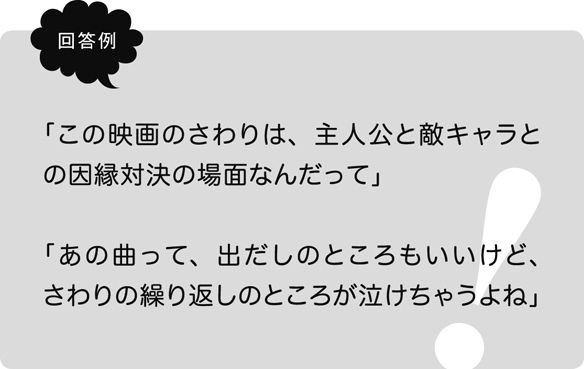 回答例
「この映画のさわりは、主人公と敵キャラと
の因縁対決の場面なんだって」
「あの曲って、出だしのところもいいけど、
さわりの繰り返しのところが泣けちゃうよね」